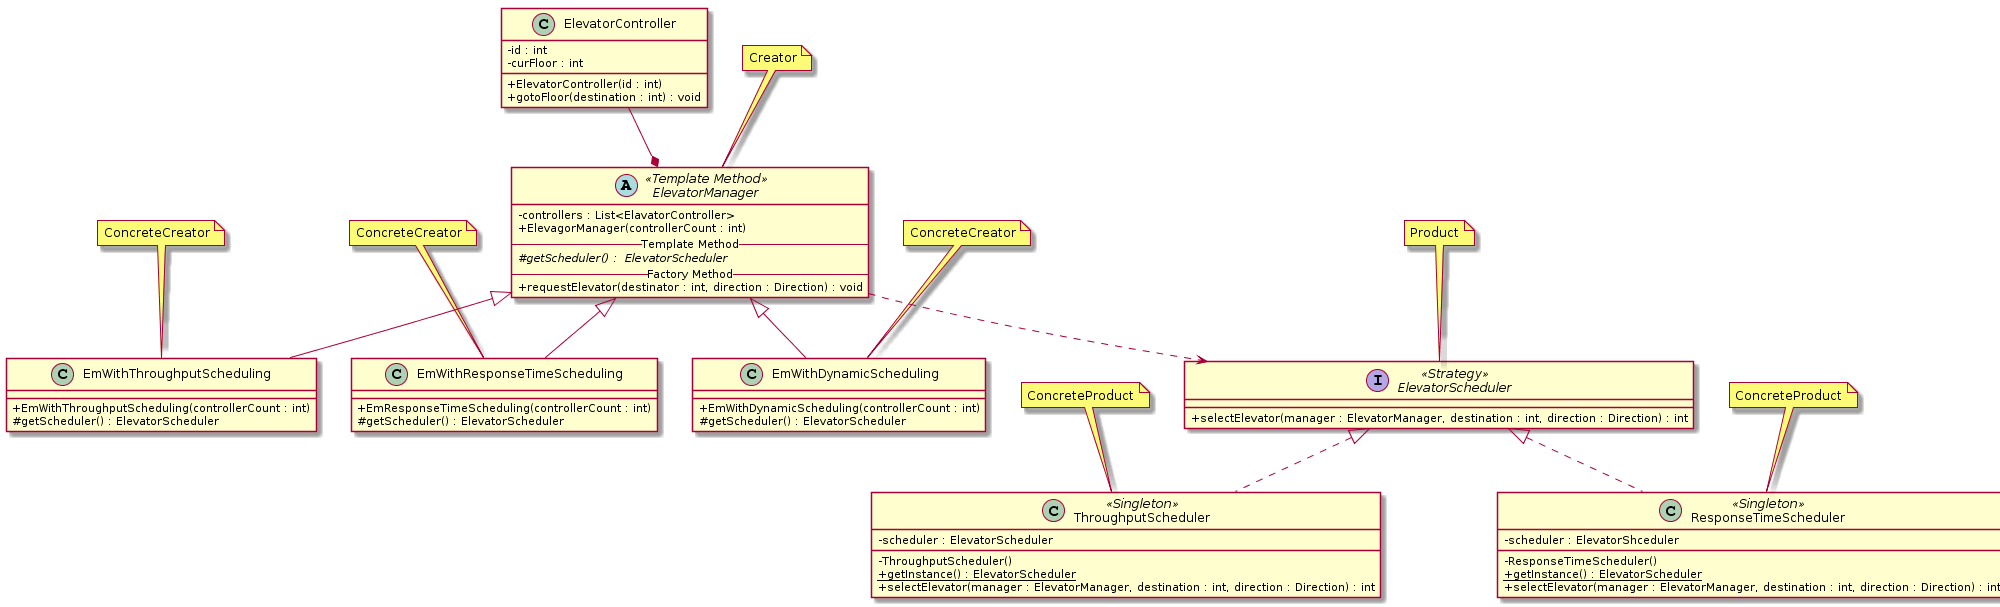 C ElevatorController
-id : int
-curFloor : int
+ElevatorController(id : int)
+gotoFloor(destination : int) : void
Creator
«Template Method»
A ElevatorManager
-controllers : List<ElavatorController>
+ElevagorManager(controllerCount : int)
Template Method
#getScheduler() : ElevatorScheduler
Factory Method
+requestElevator(destinator : int, direction : Direction) : void
ConcreteCreator
ConcreteCreator
ConcreteCreator
Product
C EmWithThroughputScheduling
+EmWithThroughputScheduling(controllerCount : int)
#getScheduler() : ElevatorScheduler
C EmWithResponseTimeScheduling
+EmResponseTimeScheduling(controllerCount : int)
#getScheduler() : ElevatorScheduler
C EmWithDynamicScheduling
+EmWithDynamicScheduling(controllerCount : int)
#getScheduler() : ElevatorScheduler
«Strategy»
I ElevatorScheduler
+selectElevator(manager : ElevatorManager, destination : int, direction : Direction) : int
ConcreteProduct
ConcreteProduct
«Singleton»
C ThroughputScheduler
-scheduler : ElevatorScheduler
-ThroughputScheduler()
+getInstance() : ElevatorScheduler
+selectElevator(manager : ElevatorManager, destination : int, direction : Direction) : int
«Singleton»
C ResponseTimeScheduler
-scheduler : ElevatorShceduler
-ResponseTimeScheduler()
+getInstance() : ElevatorScheduler
+selectElevator(manager : ElevatorManager, destination : int, direction : Direction) : int